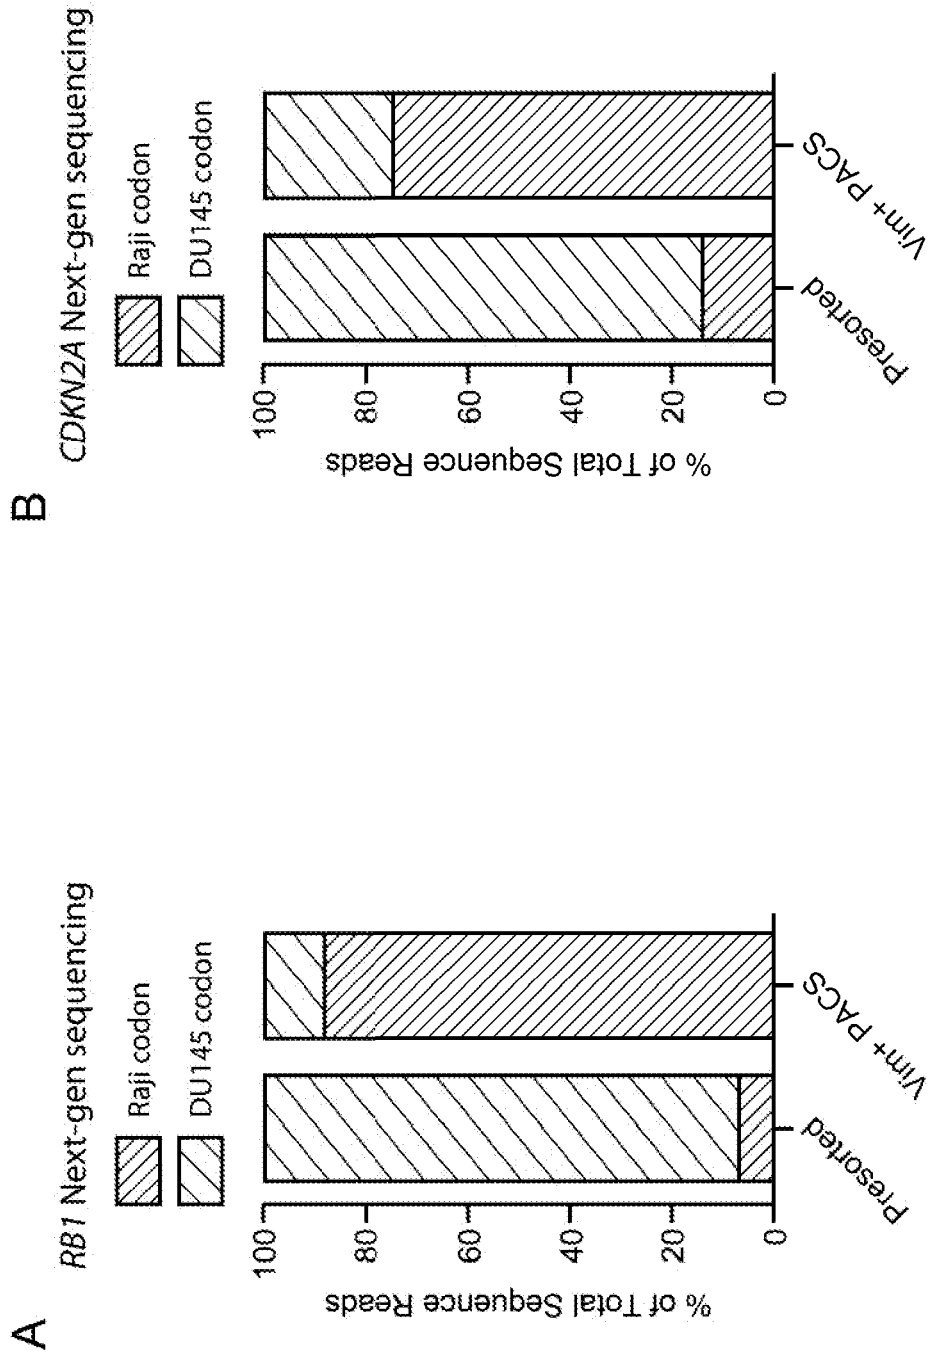 A
RB1 Next-gen sequencing
Raji codon
DU145 codon
% of Total Sequence Reads
100
80
60
40
20
0
Presorted
Vim+ PACS
B
CDKN2A Next-gen sequencing
Raji codon
DU145 codon
% of Total Sequence Reads
100
80
60
40
20
0
Presorted
Vim+ PACS